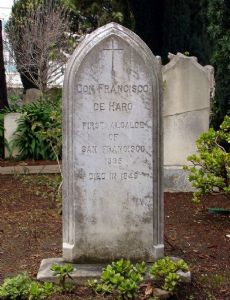 DON FRANCISCO
DE HARO
FIRST ALCALDE
OF
SAN FRANCISCO
1835
DIED IN 1849